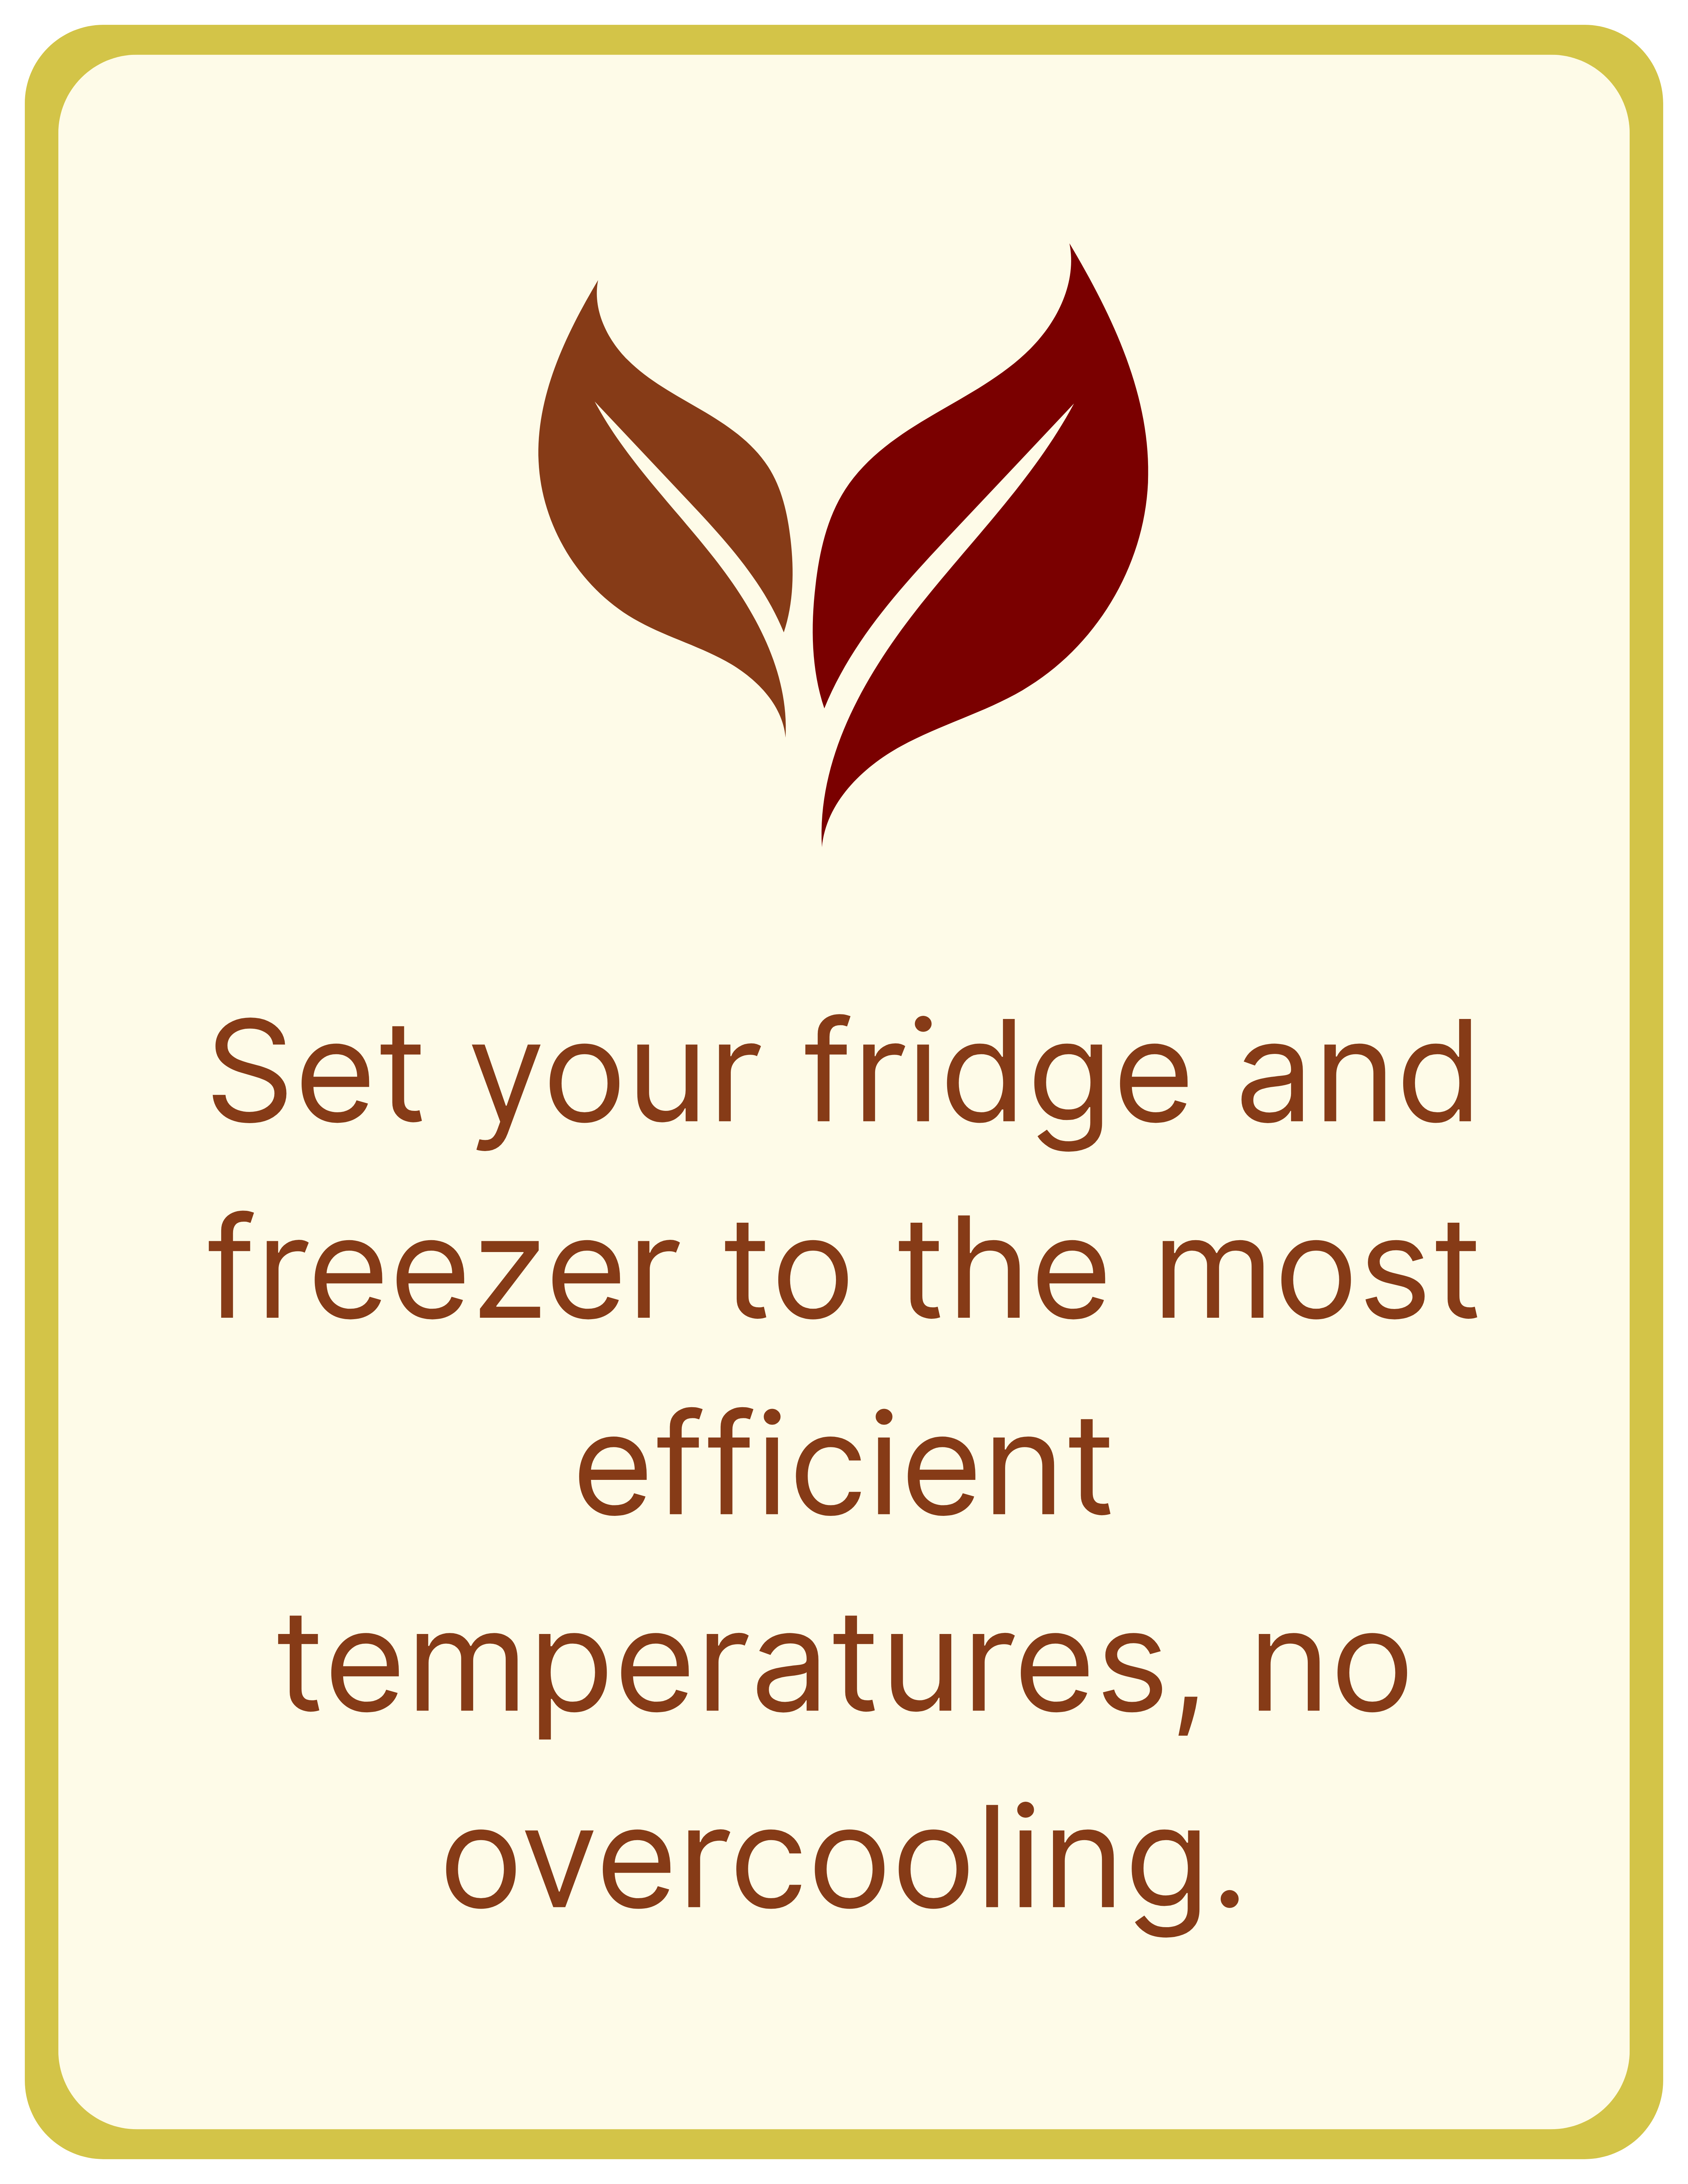 Set your fridge and
freezer to the most
efficient
temperatures, no
overcooling.